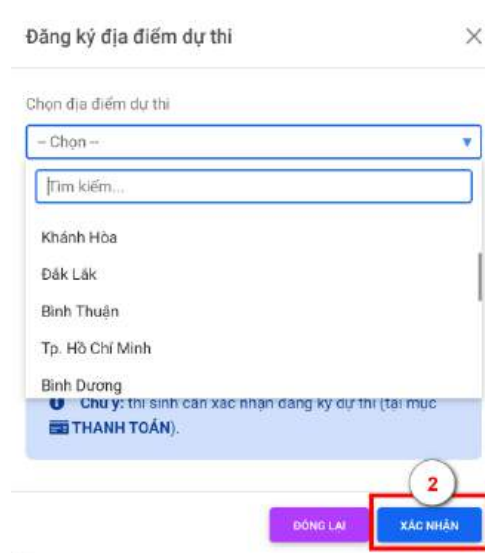 Đăng ký địa điểm dự thi
Chọn địa điểm dự thi
-- Chọn --
Tìm kiếm...
Khánh Hòa
Đắk Lắk
Bình Thuận
Tp. Hồ Chí Minh
Bình Dương
Chú ý: thí sinh cần xác nhận đăng ký dự thi (tại mục
THANH TOÁN).
2
ĐÓNG LẠI
XÁC NHẬN